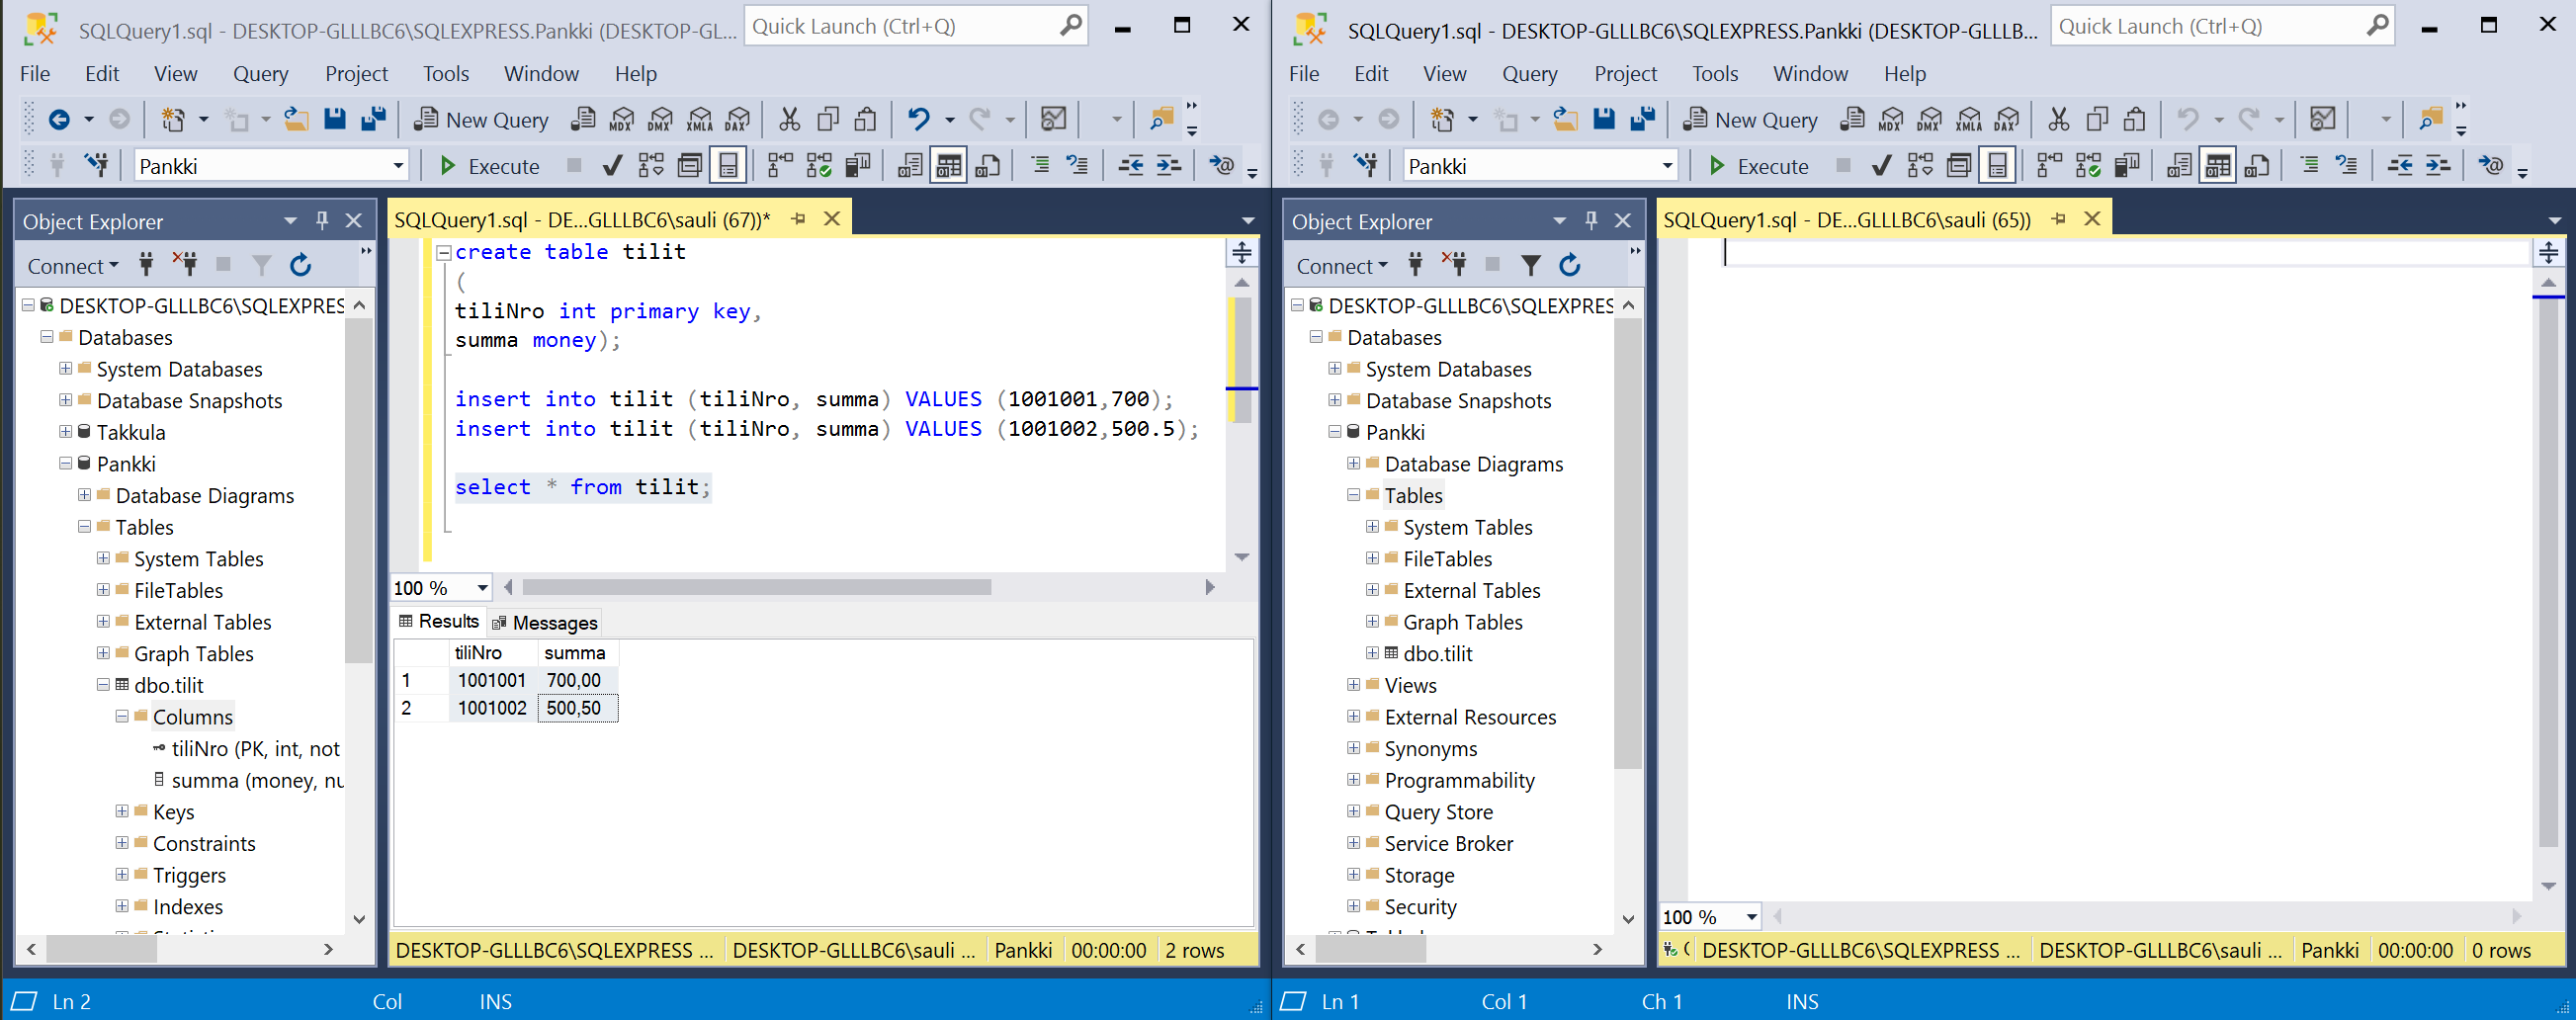 SQLQuery1.sql - DESKTOP-GLLLBC6\SQLEXPRESS.Pankki (DESKTOP-GL...
Quick Launch (Ctrl+Q)
File Edit View Query Project Tools Window Help
New Query MDX DMX XMLA DAX
Pankki Execute
Object Explorer
Connect
DESKTOP-GLLLBC6\SQLEXPRES
Databases
System Databases
Database Snapshots
Takkula
Pankki
Database Diagrams
Tables
System Tables
FileTables
External Tables
Graph Tables
dbo.tilit
Columns
tiliNro (PK, int, not
summa (money, nu
Keys
Constraints
Triggers
Indexes
SQLQuery1.sql - DE...GLLLBC6\sauli (67))*
create table tilit
(
tiliNro int primary key,
summa money);
insert into tilit (tiliNro, summa) VALUES (1001001,700);
insert into tilit (tiliNro, summa) VALUES (1001002,500.5);
select * from tilit;
100 %
Results Messages
tiliNro summa
1 1001001 700,00
2 1001002 500,50
DESKTOP-GLLLBC6\SQLEXPRESS ... DESKTOP-GLLLBC6\sauli ... Pankki 00:00:00 2 rows
Ln 2 Col INS
SQLQuery1.sql - DESKTOP-GLLLBC6\SQLEXPRESS.Pankki (DESKTOP-GLLLB...
Quick Launch (Ctrl+Q)
File Edit View Query Project Tools Window Help
New Query MDX DMX XMLA DAX
Pankki Execute
Object Explorer
Connect
DESKTOP-GLLLBC6\SQLEXPRES
Databases
System Databases
Database Snapshots
Pankki
Database Diagrams
Tables
System Tables
FileTables
External Tables
Graph Tables
dbo.tilit
Views
External Resources
Synonyms
Programmability
Query Store
Service Broker
Storage
Security
SQLQuery1.sql - DE...GLLLBC6\sauli (65))
100 %
DESKTOP-GLLLBC6\SQLEXPRESS ... DESKTOP-GLLLBC6\sauli ... Pankki 00:00:00 0 rows
Ln 1 Col 1 Ch 1 INS